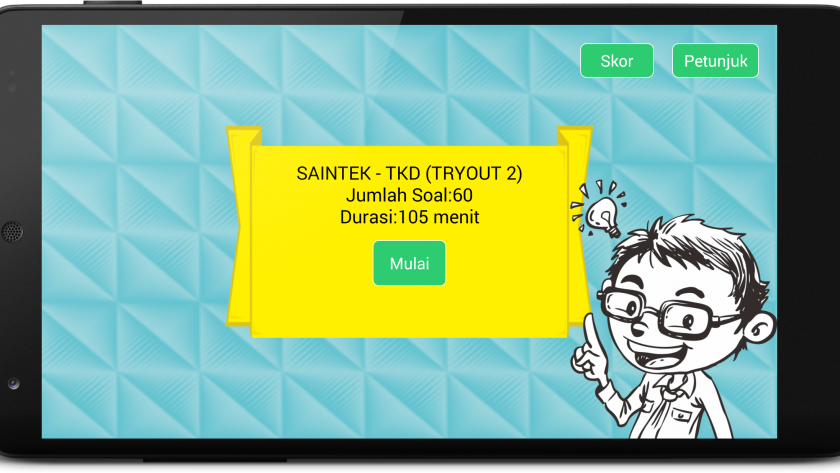 Skor
Petunjuk
SAINTEK - TKD (TRYOUT 2)
Jumlah Soal:60
Durasi:105 menit
Mulai